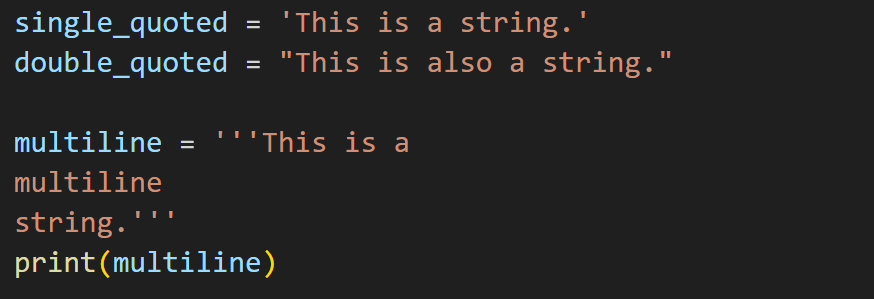 single_quoted = 'This is a string.'
double_quoted = "This is also a string."
multiline = '''This is a
multiline
string.'''
print(multiline)